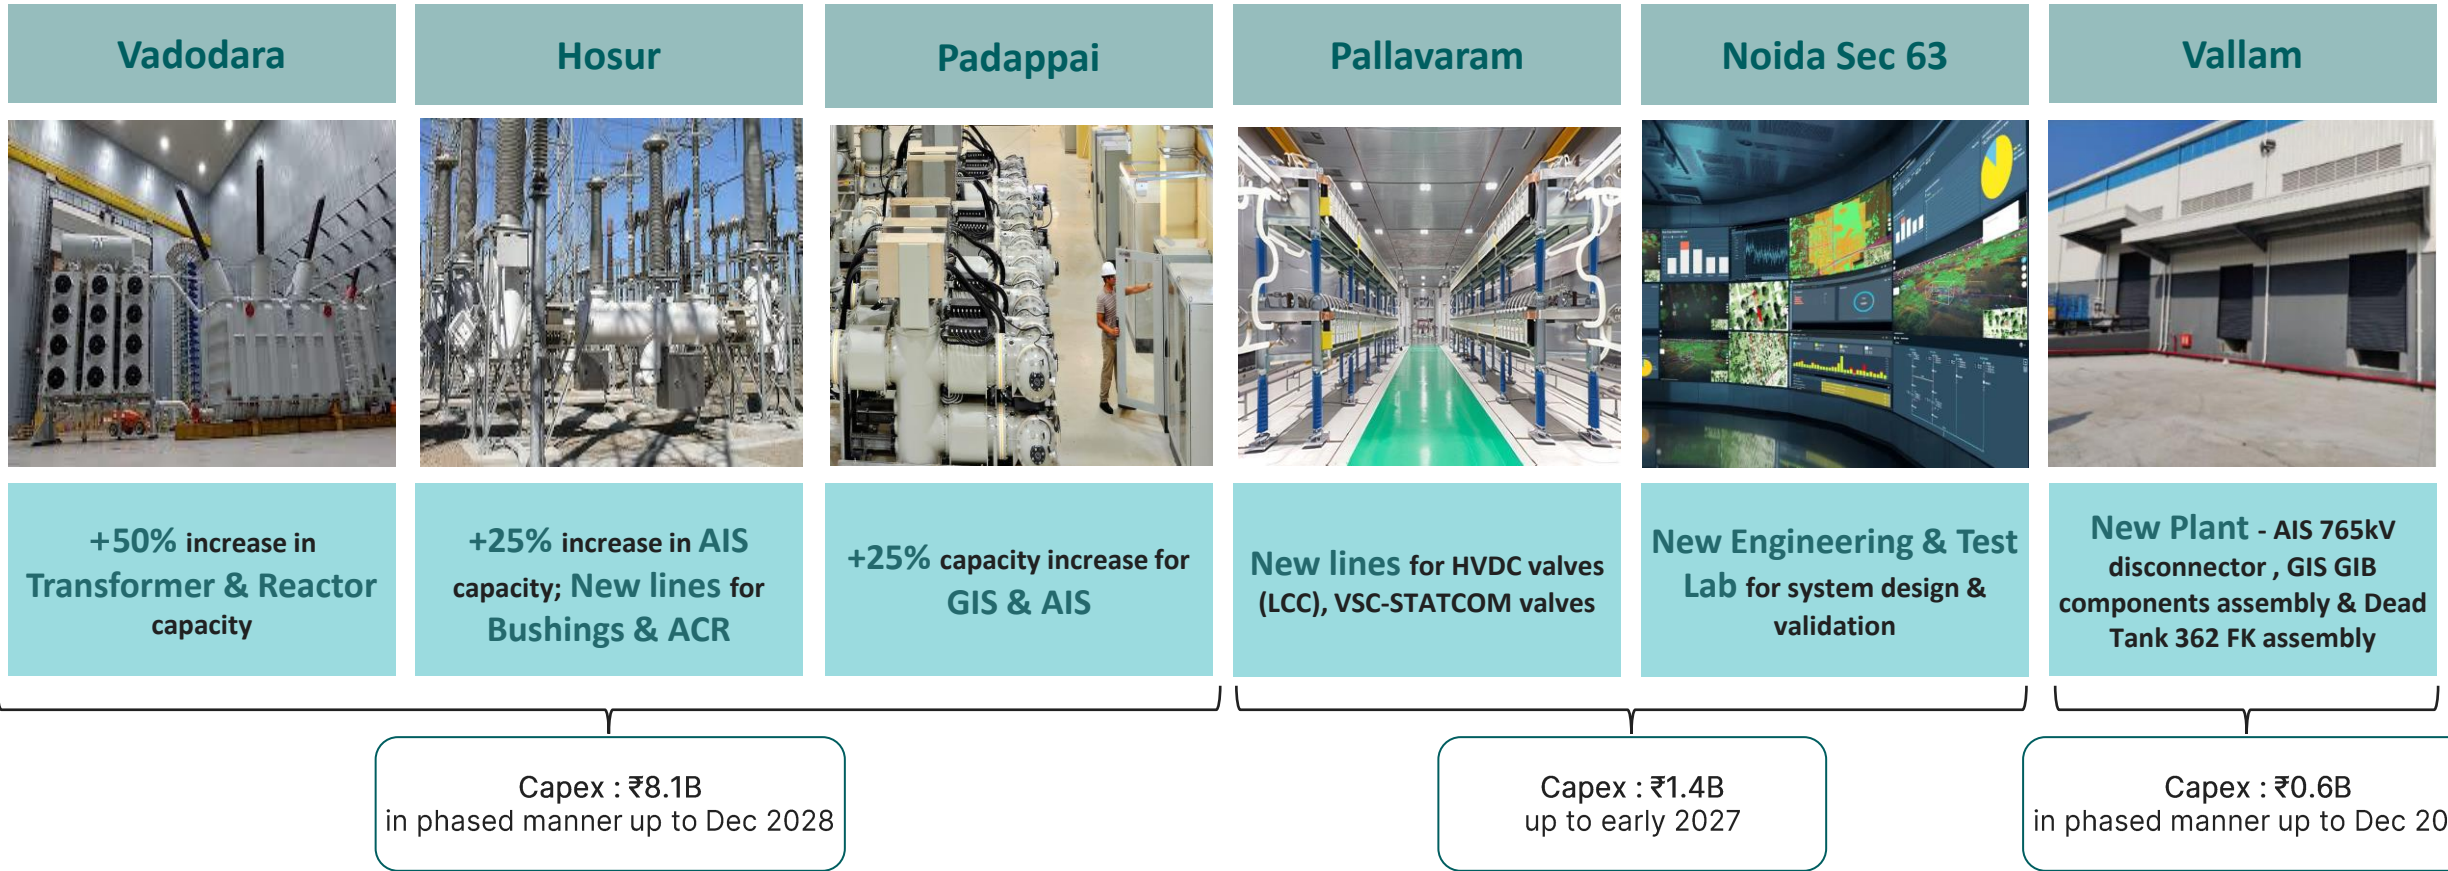 Vadodara
Hosur
Padappai
Pallavaram
Noida Sec 63
Vallam
+50% increase in
Transformer & Reactor
capacity
+25% increase in AIS
capacity; New lines for
Bushings & ACR
+25% capacity increase for
GIS & AIS
New lines for HVDC valves
(LCC), VSC-STATCOM valves
New Engineering & Test
Lab for system design &
validation
New Plant - AIS 765kV
disconnector , GIS GIB
components assembly & Dead
Tank 362 FK assembly
Capex : ₹8.1B
in phased manner up to Dec 2028
Capex : ₹1.4B
up to early 2027
Capex : ₹0.6B
in phased manner up to Dec 20